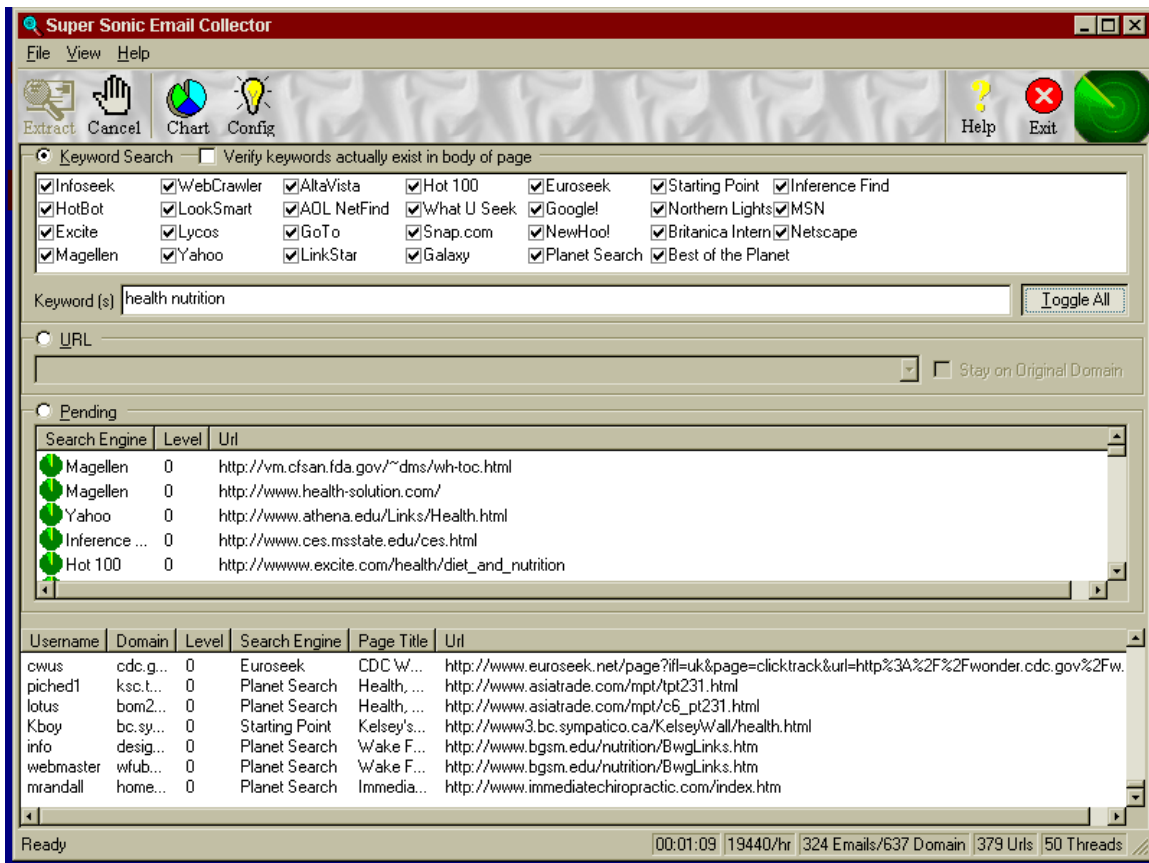 Super Sonic Email Collector
File View Help
Extract Cancel Chart Config Help Exit
Keyword Search Verify keywords actually exist in body of page
Infoseek WebCrawler AltaVista Hot 100 Euroseek Starting Point Inference Find
HotBot LookSmart AOL NetFind What U Seek Google! Northern Lights MSN
Excite Lycos GoTo Snap.com NewHoo! Britanica Intern Netscape
Magellen Yahoo LinkStar Galaxy Planet Search Best of the Planet
Keyword (s) health nutrition Toggle All
URL
Stay on Original Domain
Pending
Search Engine Level Url
Magellen 0 http://vm.cfsan.fda.gov/~dms/wh-toc.html
Magellen 0 http://www.health-solution.com/
Yahoo 0 http://www.athena.edu/Links/Health.html
Inference ... 0 http://www.ces.msstate.edu/ces.html
Hot 100 0 http://wwww.excite.com/health/diet_and_nutrition
Username Domain Level Search Engine Page Title Url
cwus cdc.g... 0 Euroseek CDC W... http://www.euroseek.net/page?ifl=uk&page=clicktrack&url=http%3A%2F%2Fwonder.cdc.gov%2Fw.
piched1 ksc.t... 0 Planet Search Health, ... http://www.asiatrade.com/mpt/tpt231.html
lotus bom2... 0 Planet Search Health, ... http://www.asiatrade.com/mpt/c6_pt231.html
Kboy bc.sy... 0 Starting Point Kelsey's... http://www3.bc.sympatico.ca/KelseyWall/health.html
info desig... 0 Planet Search Wake F... http://www.bgsm.edu/nutrition/BwgLinks.htm
webmaster wfub... 0 Planet Search Wake F... http://www.bgsm.edu/nutrition/BwgLinks.htm
mrandall home... 0 Planet Search Immedia... http://www.immediatechiropractic.com/index.htm
Ready 00:01:09 19440/hr 324 Emails/637 Domain 379 Urls 50 Threads